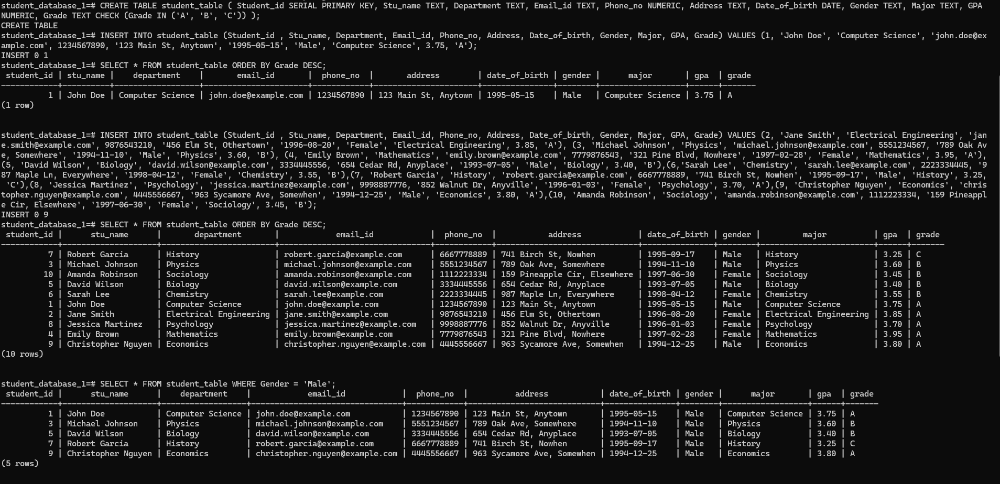 student_database_1=# CREATE TABLE student_table ( Student_id SERIAL PRIMARY KEY, Stu_name TEXT, Department TEXT, Email_id TEXT, Phone_no NUMERIC, Address TEXT, Date_of_birth DATE, Gender TEXT, Major TEXT, GPA
NUMERIC, Grade TEXT CHECK (Grade IN ('A', 'B', 'C')) );
CREATE TABLE
student_database_1=# INSERT INTO student_table (Student_id , Stu_name, Department, Email_id, Phone_no, Address, Date_of_birth, Gender, Major, GPA, Grade) VALUES (1, 'John Doe', 'Computer Science', 'john.doe@ex
ample.com', 1234567890, '123 Main St, Anytown', '1995-05-15', 'Male', 'Computer Science', 3.75, 'A');
INSERT 0 1
student_database_1=# SELECT * FROM student_table ORDER BY Grade DESC;
 student_id | stu_name |    department    |       email_id       |  phone_no  |       address        | date_of_birth | gender |      major       | gpa  | grade
------------+----------+------------------+----------------------+------------+----------------------+---------------+--------+------------------+------+-------
          1 | John Doe | Computer Science | john.doe@example.com | 1234567890 | 123 Main St, Anytown | 1995-05-15    | Male   | Computer Science | 3.75 | A
(1 row)
student_database_1=# INSERT INTO student_table (Student_id , Stu_name, Department, Email_id, Phone_no, Address, Date_of_birth, Gender, Major, GPA, Grade) VALUES (2, 'Jane Smith', 'Electrical Engineering', 'jan
e.smith@example.com', 9876543210, '456 Elm St, Othertown', '1996-08-20', 'Female', 'Electrical Engineering', 3.85, 'A'), (3, 'Michael Johnson', 'Physics', 'michael.johnson@example.com', 5551234567, '789 Oak Av
e, Somewhere', '1994-11-10', 'Male', 'Physics', 3.60, 'B'), (4, 'Emily Brown', 'Mathematics', 'emily.brown@example.com', 7779876543, '321 Pine Blvd, Nowhere', '1997-02-28', 'Female', 'Mathematics', 3.95, 'A'),
(5, 'David Wilson', 'Biology', 'david.wilson@example.com', 3334445556, '654 Cedar Rd, Anyplace', '1993-07-05', 'Male', 'Biology', 3.40, 'B'),(6,'Sarah Lee', 'Chemistry', 'sarah.lee@example.com', 2223334445, '9
87 Maple Ln, Everywhere', '1998-04-12', 'Female', 'Chemistry', 3.55, 'B'),(7, 'Robert Garcia', 'History', 'robert.garcia@example.com', 6667778889, '741 Birch St, Nowhen', '1995-09-17', 'Male', 'History', 3.25,
 'C'),(8, 'Jessica Martinez', 'Psychology', 'jessica.martinez@example.com', 9998887776, '852 Walnut Dr, Anyville', '1996-01-03', 'Female', 'Psychology', 3.70, 'A'),(9, 'Christopher Nguyen', 'Economics', 'chris
topher.nguyen@example.com', 4445556667, '963 Sycamore Ave, Somewhen', '1994-12-25', 'Male', 'Economics', 3.80, 'A'),(10, 'Amanda Robinson', 'Sociology', 'amanda.robinson@example.com', 1112223334, '159 Pineappl
e Cir, Elsewhere', '1997-06-30', 'Female', 'Sociology', 3.45, 'B');
INSERT 0 9
student_database_1=# SELECT * FROM student_table ORDER BY Grade DESC;
 student_id | stu_name | department | email_id | phone_no | address | date_of_birth | gender | major | gpa | grade
------------+--------------------+------------------------+--------------------------------+------------+------------------------------+---------------+--------+------------------------+------+-------
 7 | Robert Garcia | History | robert.garcia@example.com | 6667778889 | 741 Birch St, Nowhen | 1995-09-17 | Male | History | 3.25 | C
 3 | Michael Johnson | Physics | michael.johnson@example.com | 5551234567 | 789 Oak Ave, Somewhere | 1994-11-10 | Male | Physics | 3.60 | B
 10 | Amanda Robinson | Sociology | amanda.robinson@example.com | 1112223334 | 159 Pineapple Cir, Elsewhere | 1997-06-30 | Female | Sociology | 3.45 | B
 5 | David Wilson | Biology | david.wilson@example.com | 3334445556 | 654 Cedar Rd, Anyplace | 1993-07-05 | Male | Biology | 3.40 | B
 6 | Sarah Lee | Chemistry | sarah.lee@example.com | 2223334445 | 987 Maple Ln, Everywhere | 1998-04-12 | Female | Chemistry | 3.55 | B
 1 | John Doe | Computer Science | john.doe@example.com | 1234567890 | 123 Main St, Anytown | 1995-05-15 | Male | Computer Science | 3.75 | A
 2 | Jane Smith | Electrical Engineering | jane.smith@example.com | 9876543210 | 456 Elm St, Othertown | 1996-08-20 | Female | Electrical Engineering | 3.85 | A
 8 | Jessica Martinez | Psychology | jessica.martinez@example.com | 9998887776 | 852 Walnut Dr, Anyville | 1996-01-03 | Female | Psychology | 3.70 | A
 4 | Emily Brown | Mathematics | emily.brown@example.com | 7779876543 | 321 Pine Blvd, Nowhere | 1997-02-28 | Female | Mathematics | 3.95 | A
 9 | Christopher Nguyen | Economics | christopher.nguyen@example.com | 4445556667 | 963 Sycamore Ave, Somewhen | 1994-12-25 | Male | Economics | 3.80 | A
(10 rows)
student_database_1=# SELECT * FROM student_table WHERE Gender = 'Male';
 student_id | stu_name | department | email_id | phone_no | address | date_of_birth | gender | major | gpa | grade
------------+--------------------+------------------+--------------------------------+------------+----------------------------+---------------+--------+------------------+------+-------
 1 | John Doe | Computer Science | john.doe@example.com | 1234567890 | 123 Main St, Anytown | 1995-05-15 | Male | Computer Science | 3.75 | A
 3 | Michael Johnson | Physics | michael.johnson@example.com | 5551234567 | 789 Oak Ave, Somewhere | 1994-11-10 | Male | Physics | 3.60 | B
 5 | David Wilson | Biology | david.wilson@example.com | 3334445556 | 654 Cedar Rd, Anyplace | 1993-07-05 | Male | Biology | 3.40 | B
 7 | Robert Garcia | History | robert.garcia@example.com | 6667778889 | 741 Birch St, Nowhen | 1995-09-17 | Male | History | 3.25 | C
 9 | Christopher Nguyen | Economics | christopher.nguyen@example.com | 4445556667 | 963 Sycamore Ave, Somewhen | 1994-12-25 | Male | Economics | 3.80 | A
(5 rows)